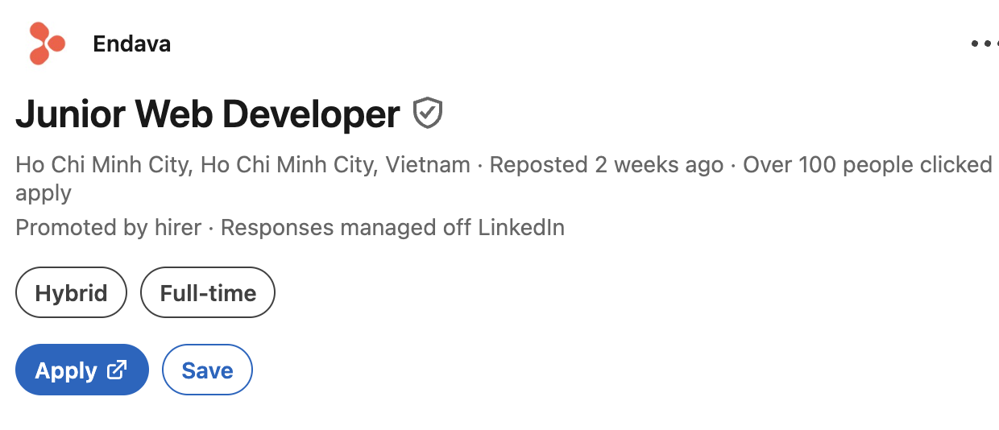 Endava
Junior Web Developer
Ho Chi Minh City, Ho Chi Minh City, Vietnam · Reposted 2 weeks ago · Over 100 people clicked
apply
Promoted by hirer · Responses managed off LinkedIn
Hybrid Full-time
Apply Save